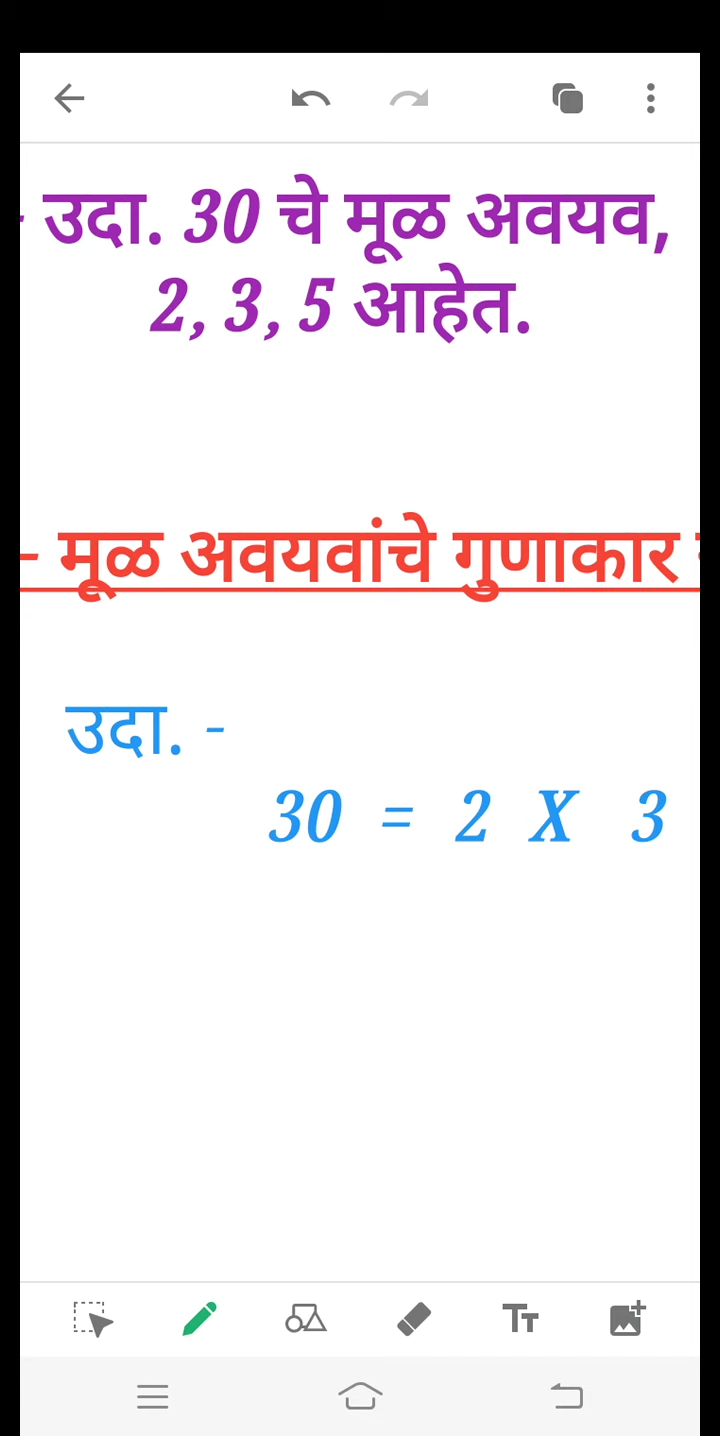 - उदा. 30 चे मूळ अवयव,
2, 3, 5 आहेत.
- मूळ अवयवांचे गुणाकार
उदा. -
30 = 2 X 3